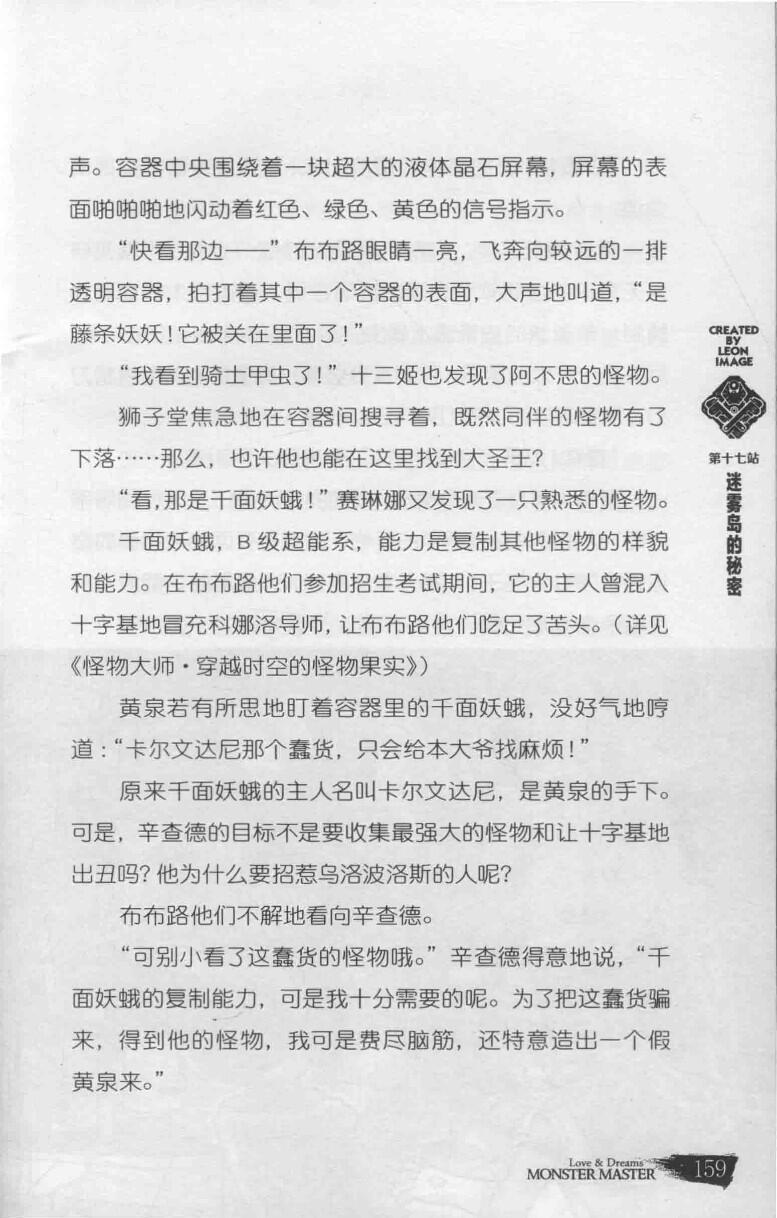 声。容器中央围绕着一块超大的液体晶石屏幕，屏幕的表
面啪啪啪地闪动着红色、绿色、黄色的信号指示。
“快看那边——”布布路眼睛一亮，飞奔向较远的一排
透明容器，拍打着其中一个容器的表面，大声地叫道，“是
藤条妖妖！它被关在里面了！”
“我看到骑士甲虫了！”十三姬也发现了阿不思的怪物。
狮子堂焦急地在容器间搜寻着，既然同伴的怪物有了
下落……那么，也许他也能在这里找到大圣王？
“看，那是千面妖蛾！”赛琳娜又发现了一只熟悉的怪物。
千面妖蛾，B 级超能系，能力是复制其他怪物的样貌
和能力。在布布路他们参加招生考试期间，它的主人曾混入
十字基地冒充科娜洛导师，让布布路他们吃足了苦头。（详见
《怪物大师·穿越时空的怪物果实》）
黄泉若有所思地盯着容器里的千面妖蛾，没好气地哼
道：“卡尔文达尼那个蠢货，只会给本大爷找麻烦！”
原来千面妖蛾的主人名叫卡尔文达尼，是黄泉的手下。
可是，辛查德的目标不是要收集最强大的怪物和让十字基地
出丑吗？他为什么要招惹乌洛波洛斯的人呢？
布布路他们不解地看向辛查德。
“可别小看了这蠢货的怪物哦。”辛查德得意地说，“千
面妖蛾的复制能力，可是我十分需要的呢。为了把这蠢货骗
来，得到他的怪物，我可是费尽脑筋，还特意造出一个假
黄泉来。”
CREATED
BY
LEON
IMAGE
第十七站
迷雾岛的秘密
Love & Dreams
MONSTER MASTER
159